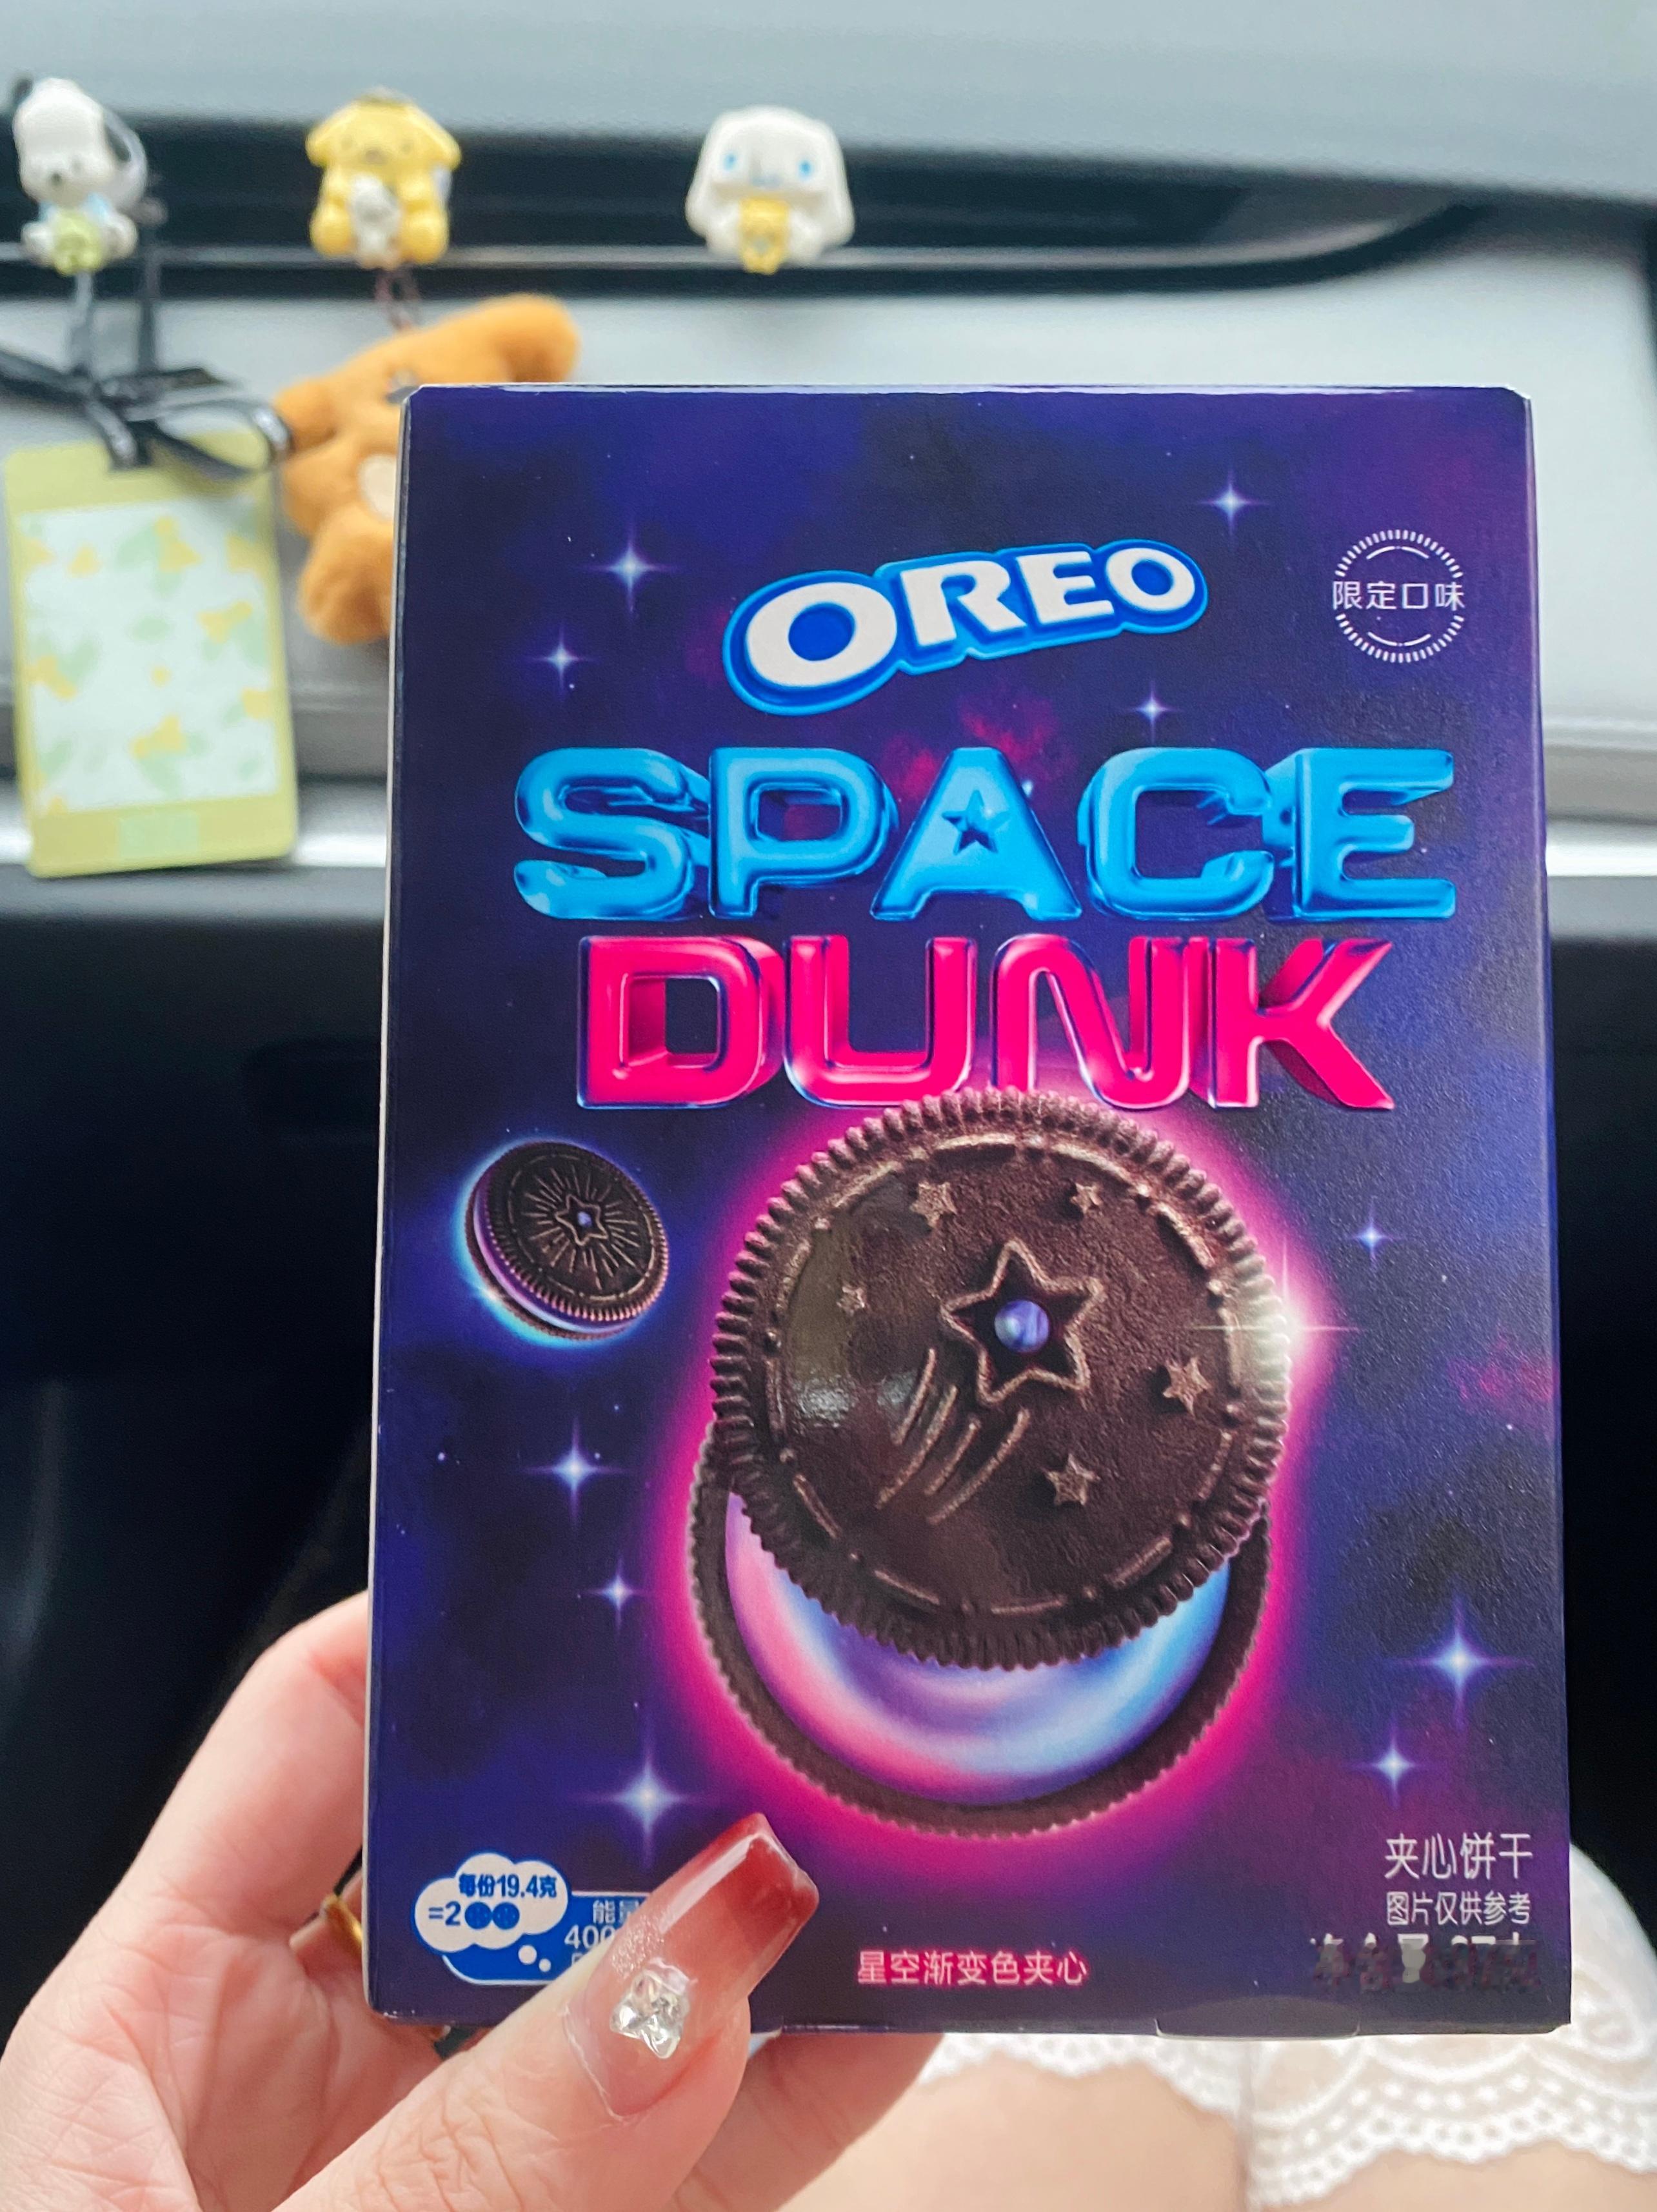 OREO
限定口味
SPACE
DUNK
每份19.4克
=2
夹心饼干
图片仅供参考
星空渐变色夹心